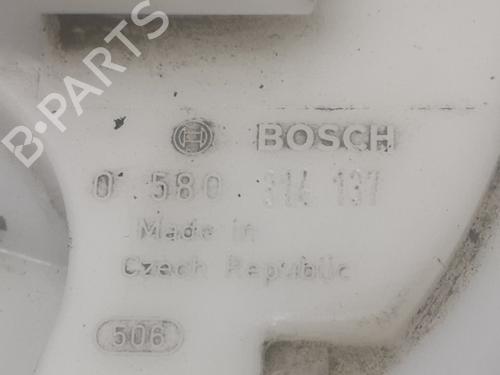 B-PARTS
BOSCH
0 580 314 137
Made in
Czech Republic
506